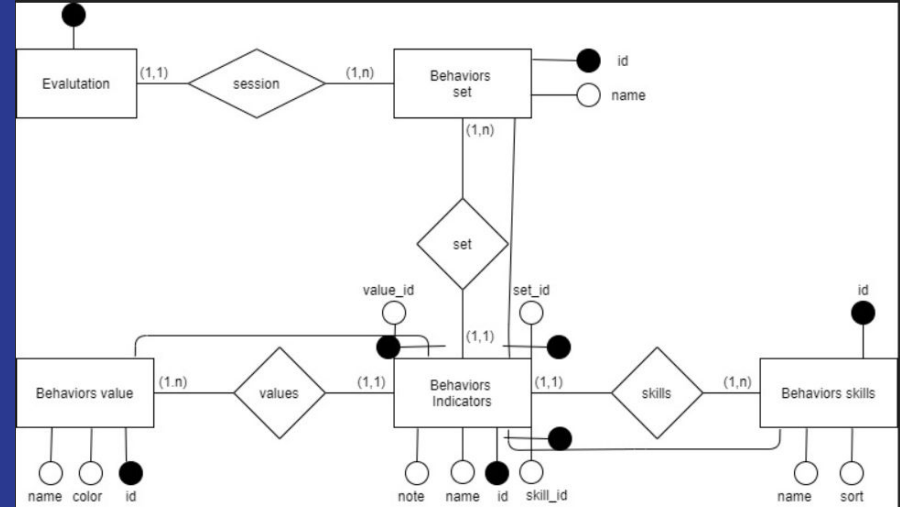 id
Evalutation
(1,1)
session
(1,n)
Behaviors
set
name
(1,n)
set
value_id
set_id
id
(1,1)
Behaviors value
(1.n)
values
(1,1)
Behaviors
Indicators
(1,1)
skills
(1,n)
Behaviors skills
name
color
id
note
name
id
skill_id
name
sort